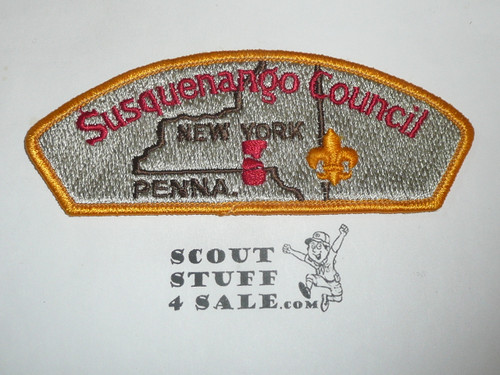 Susquenango Council
NEW YORK
PENNA.
SCOUT
STUFF
4 SALE.com